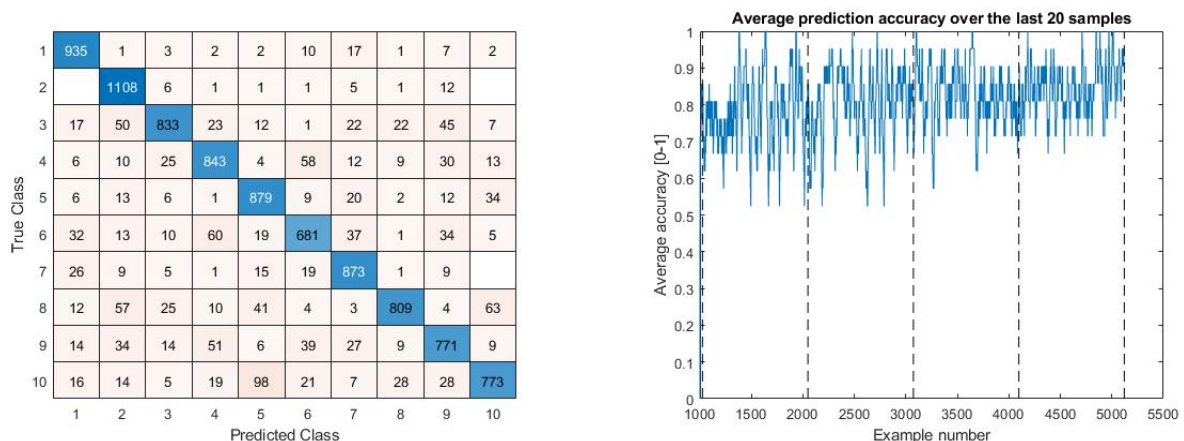 1 935 1 3 2 2 10 17 1 7 2
2 1108 6 1 1 1 5 1 12
3 17 50 833 23 12 1 22 22 45 7
4 6 10 25 843 4 58 12 9 30 13
5 6 13 6 1 879 9 20 2 12 34
6 32 13 10 60 19 681 37 1 34 5
7 26 9 5 1 15 19 873 1 9
8 12 57 25 10 41 4 3 809 4 63
9 14 34 14 51 6 39 27 9 771 9
10 16 14 5 19 98 21 7 28 28 773
1 2 3 4 5 6 7 8 9 10
True Class
Predicted Class
Average prediction accuracy over the last 20 samples
1
0.9
0.8
0.7
0.6
0.5
0.4
0.3
0.2
0.1
0
Average accuracy [0-1]
1000 1500 2000 2500 3000 3500 4000 4500 5000 5500
Example number